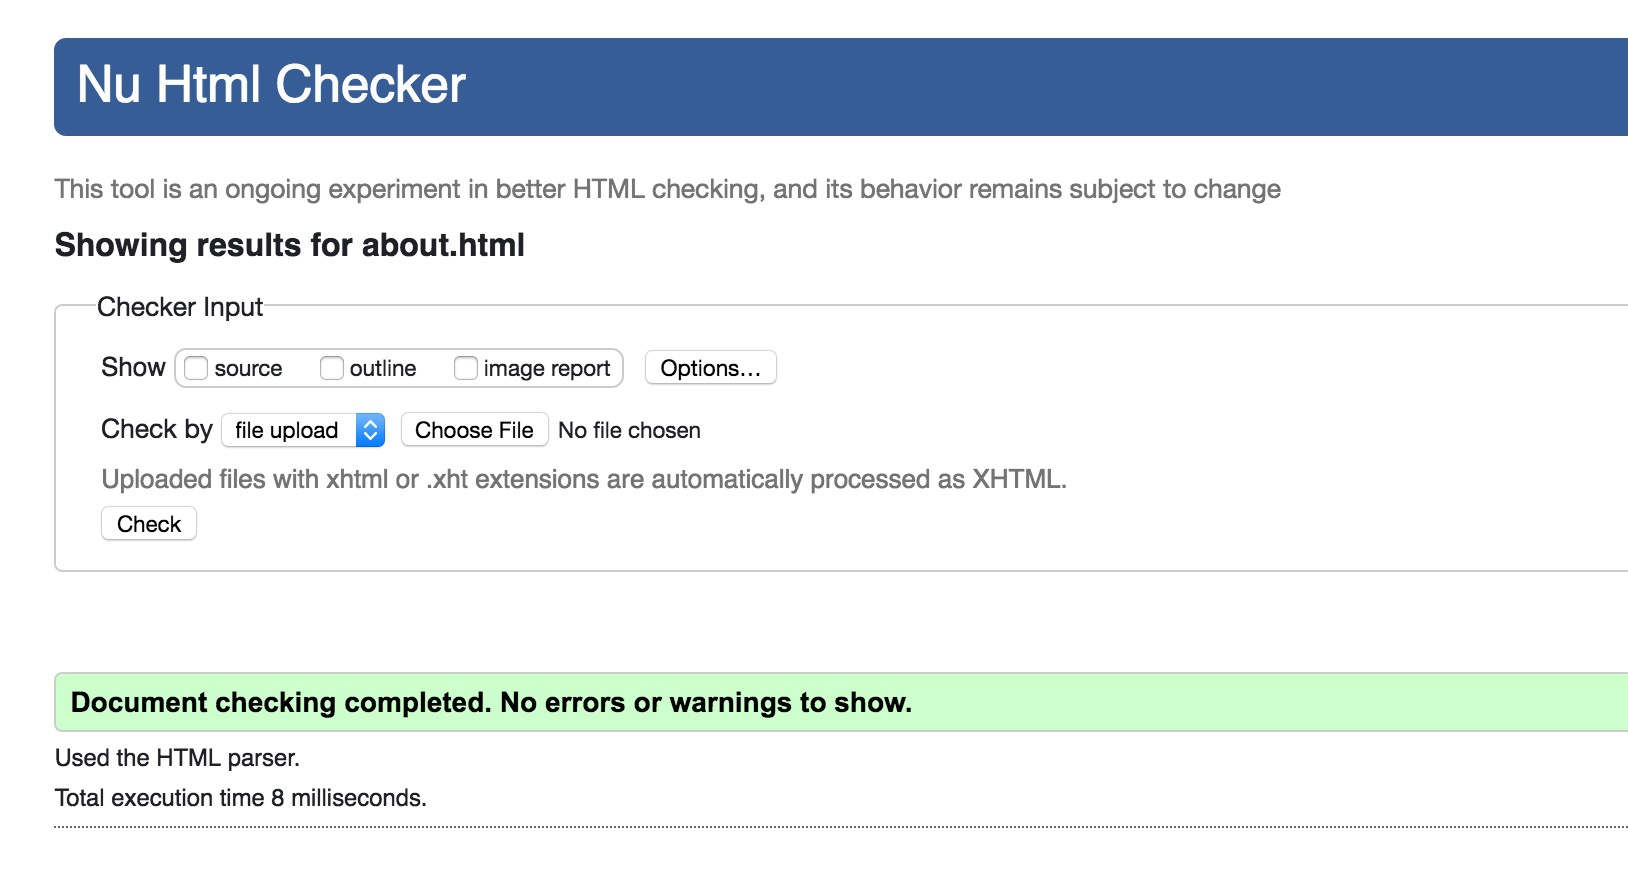 Nu Html Checker
This tool is an ongoing experiment in better HTML checking, and its behavior remains subject to change
Showing results for about.html
Checker Input
Show source outline image report Options...
Check by file upload Choose File No file chosen
Uploaded files with xhtml or .xht extensions are automatically processed as XHTML.
Check
Document checking completed. No errors or warnings to show.
Used the HTML parser.
Total execution time 8 milliseconds.